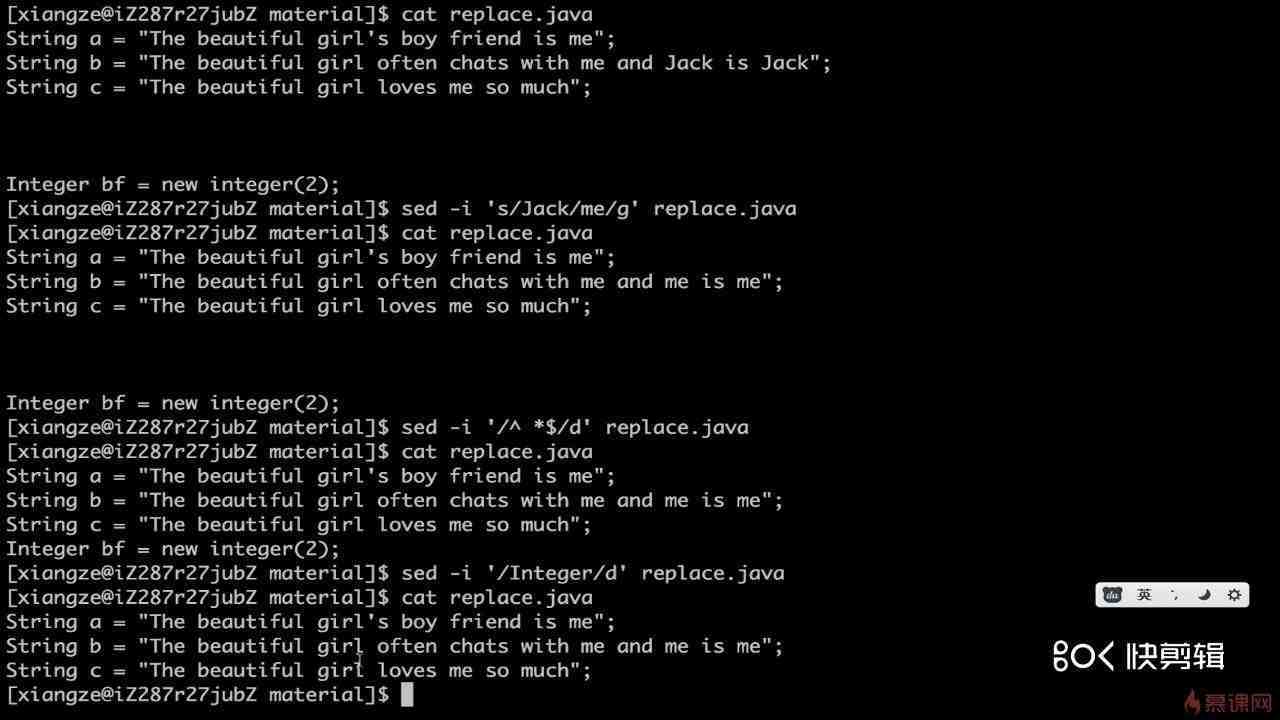 [xiangze@iZ287r27jubZ material]$ cat replace.java
String a = "The beautiful girl's boy friend is me";
String b = "The beautiful girl often chats with me and Jack is Jack";
String c = "The beautiful girl loves me so much";
Integer bf = new integer(2);
[xiangze@iZ287r27jubZ material]$ sed -i 's/Jack/me/g' replace.java
[xiangze@iZ287r27jubZ material]$ cat replace.java
String a = "The beautiful girl's boy friend is me";
String b = "The beautiful girl often chats with me and me is me";
String c = "The beautiful girl loves me so much";
Integer bf = new integer(2);
[xiangze@iZ287r27jubZ material]$ sed -i '/^ *$/d' replace.java
[xiangze@iZ287r27jubZ material]$ cat replace.java
String a = "The beautiful girl's boy friend is me";
String b = "The beautiful girl often chats with me and me is me";
String c = "The beautiful girl loves me so much";
Integer bf = new integer(2);
[xiangze@iZ287r27jubZ material]$ sed -i '/Integer/d' replace.java
[xiangze@iZ287r27jubZ material]$ cat replace.java
String a = "The beautiful girl's boy friend is me";
String b = "The beautiful girl often chats with me and me is me";
String c = "The beautiful girl loves me so much";
[xiangze@iZ287r27jubZ material]$
du 英
快剪辑
慕课网